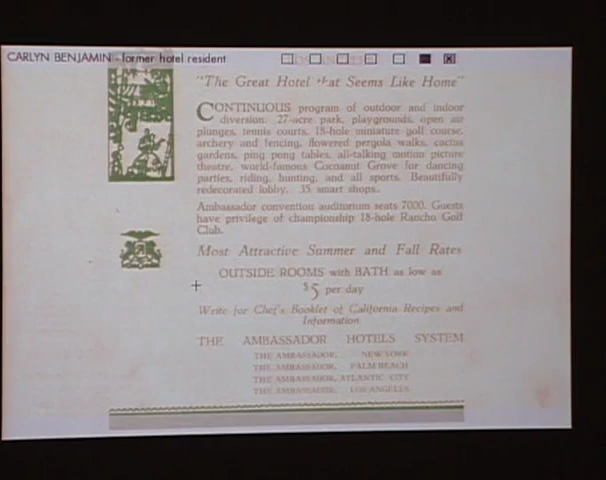 CARLYN BENJAMIN - former hotel resident
"The Great Hotel that Seems Like Home"
CONTINUOUS program of outdoor and indoor
diversion. 27-acre park, playgrounds, open air
plunges, tennis courts, 18-hole miniature golf course,
archery and fencing, flowered pergola walks, cactus
gardens, ping pong tables, all-talking motion picture
theatre, world-famous Cocoanut Grove for dancing
parties, riding, hunting, and all sports. Beautifully
redecorated lobby. 35 smart shops.
Ambassador convention auditorium seats 7000. Guests
have privilege of championship 18-hole Rancho Golf
Club.
Most Attractive Summer and Fall Rates
OUTSIDE ROOMS with BATH as low as
$5 per day
Write for Chef's Booklet of California Recipes and
Information
THE AMBASSADOR HOTELS SYSTEM
THE AMBASSADOR, NEW YORK
THE AMBASSADOR, PALM BEACH
THE AMBASSADOR, ATLANTIC CITY
THE AMBASSADOR, LOS ANGELES